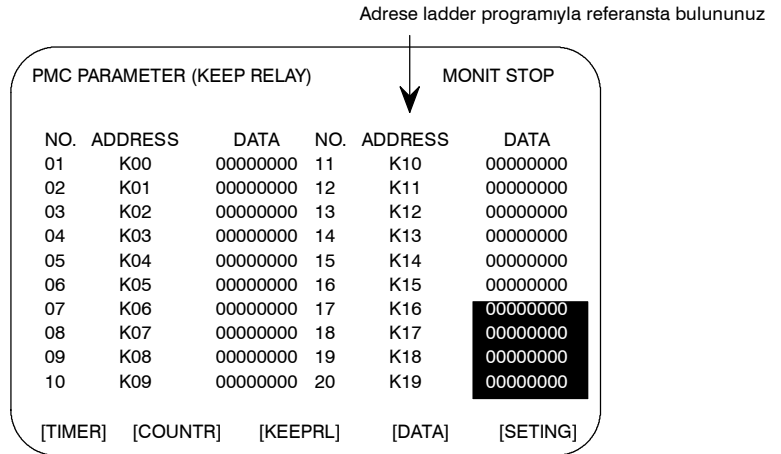 Adrese ladder programıyla referansta bulununuz
PMC PARAMETER (KEEP RELAY) MONIT STOP
NO. ADDRESS DATA NO. ADDRESS DATA
01 K00 00000000 11 K10 00000000
02 K01 00000000 12 K11 00000000
03 K02 00000000 13 K12 00000000
04 K03 00000000 14 K13 00000000
05 K04 00000000 15 K14 00000000
06 K05 00000000 16 K15 00000000
07 K06 00000000 17 K16 00000000
08 K07 00000000 18 K17 00000000
09 K08 00000000 19 K18 00000000
10 K09 00000000 20 K19 00000000
[TIMER] [COUNTR] [KEEPRL] [DATA] [SETING]